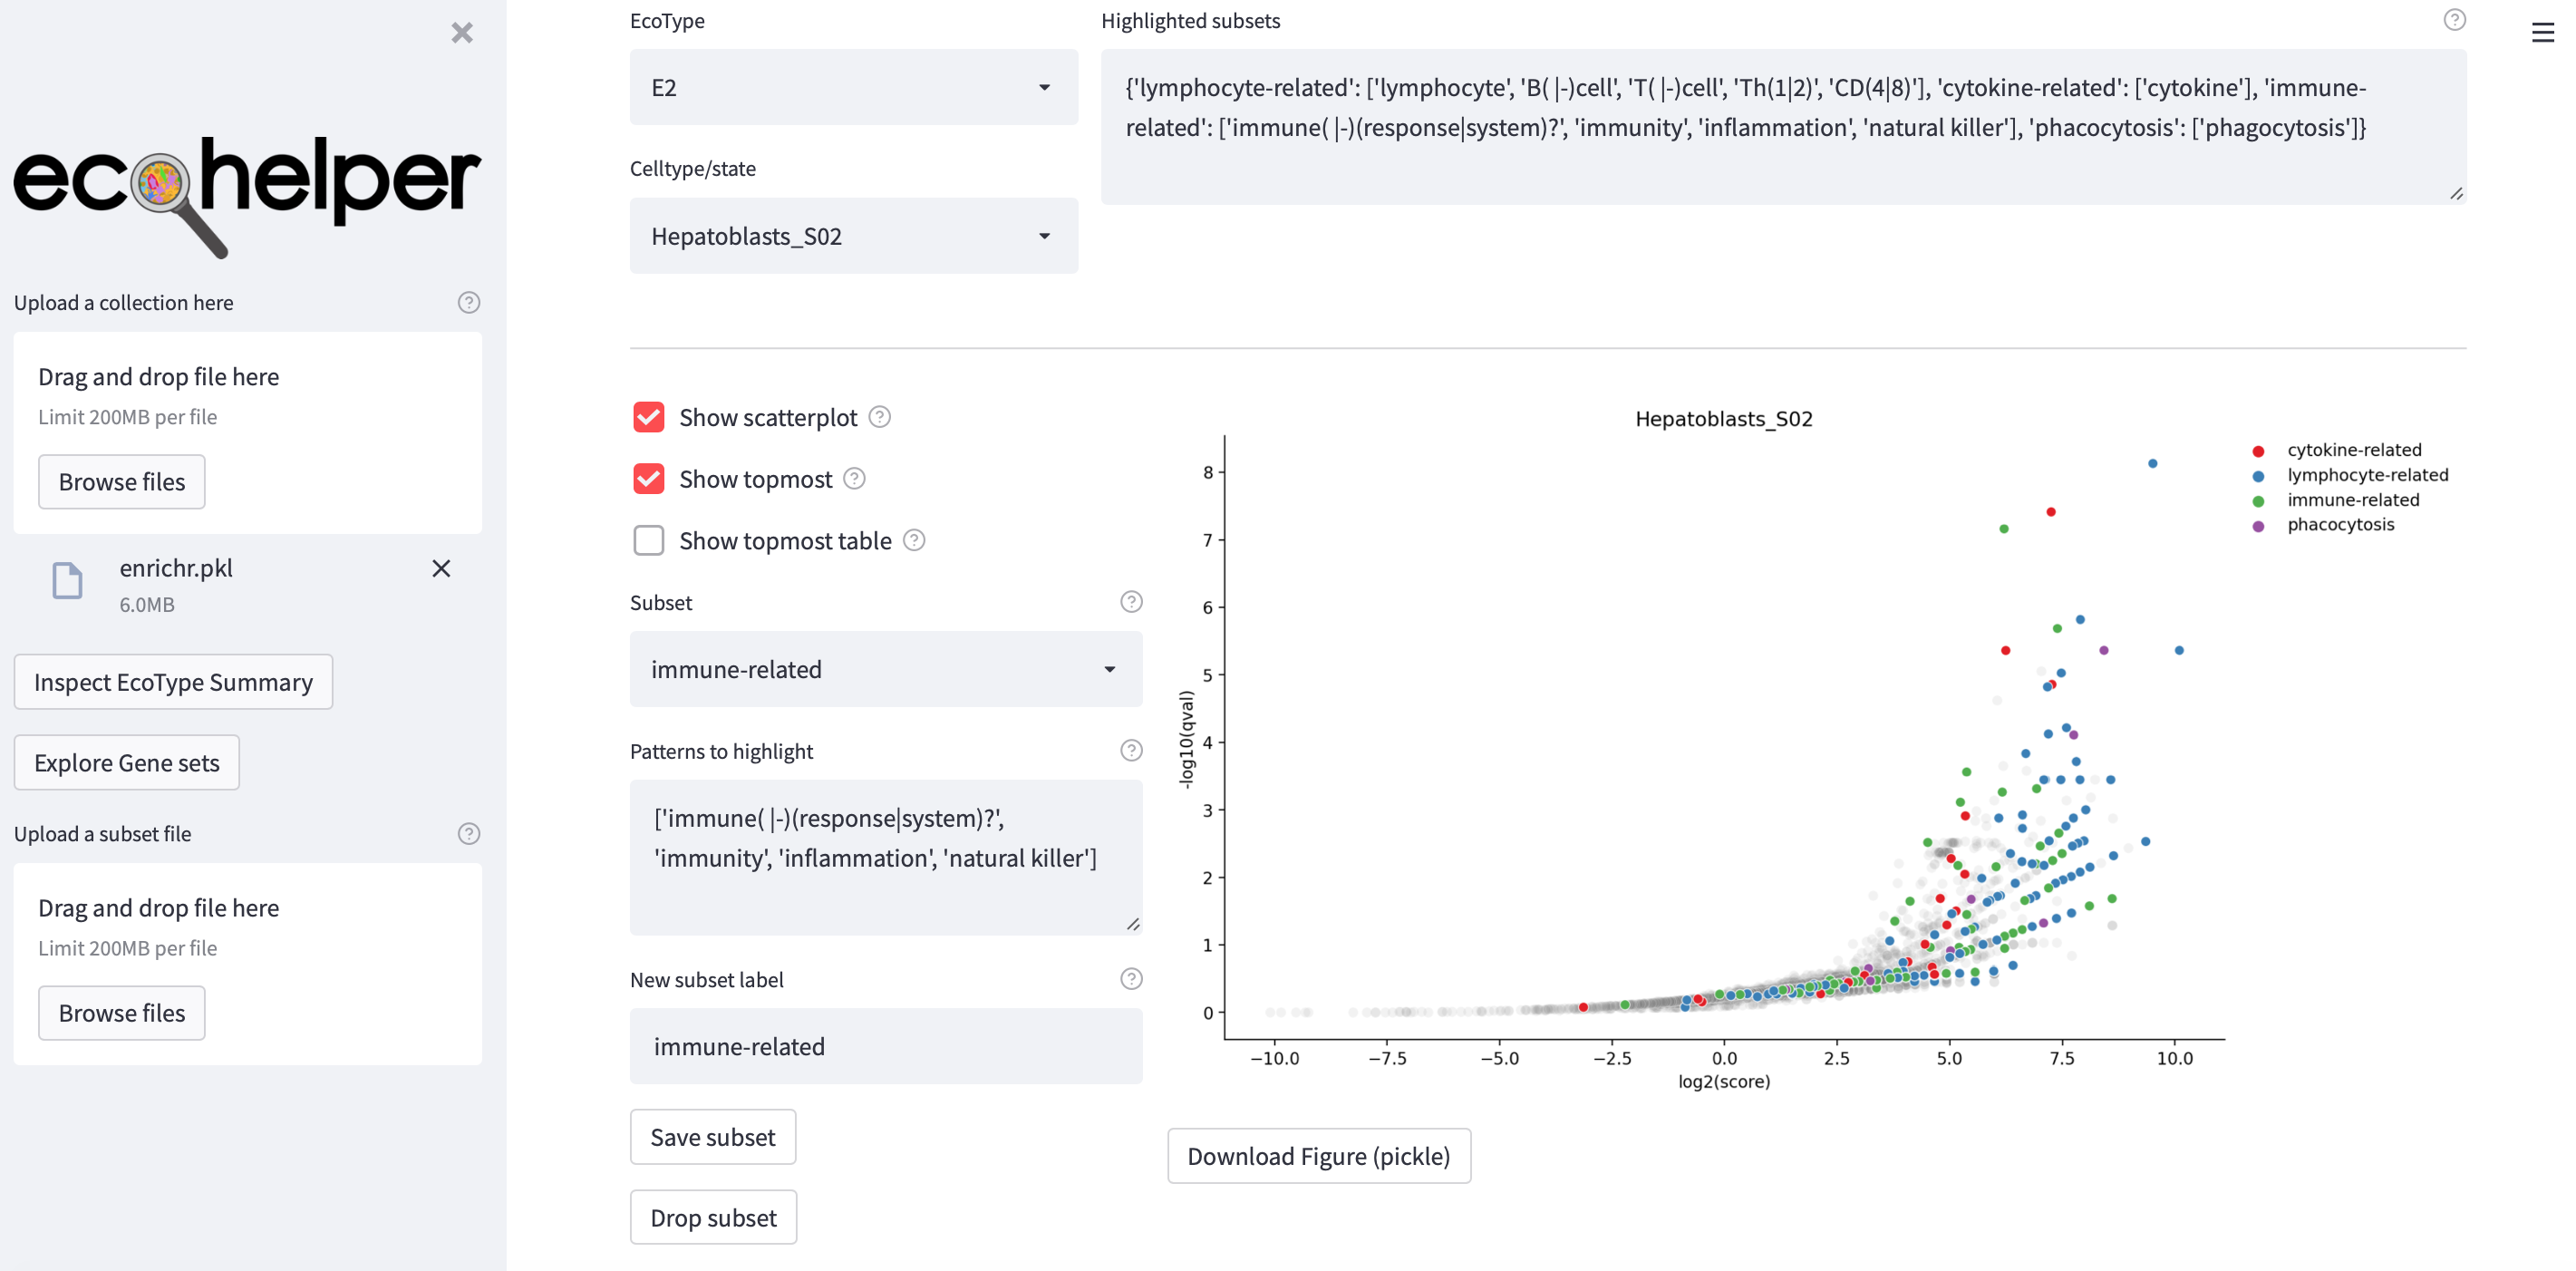 ecohelper
Upload a collection here
Drag and drop file here
Limit 200MB per file
Browse files
enrichr.pkl
6.0MB
Inspect EcoType Summary
Explore Gene sets
Upload a subset file
Drag and drop file here
Limit 200MB per file
Browse files
EcoType
E2
Celltype/state
Hepatoblasts_S02
Highlighted subsets
{'lymphocyte-related': ['lymphocyte', 'B( |-)cell', 'T( |-)cell', 'Th(1|2)', 'CD(4|8)'], 'cytokine-related': ['cytokine'], 'immune-
related': ['immune( |-)(response|system)?', 'immunity', 'inflammation', 'natural killer'], 'phacocytosis': ['phagocytosis']}
Show scatterplot
Show topmost
Show topmost table
Subset
immune-related
Patterns to highlight
['immune( |-)(response|system)?',
'immunity', 'inflammation', 'natural killer']
New subset label
immune-related
Save subset
Drop subset
Hepatoblasts_S02
cytokine-related
lymphocyte-related
immune-related
phacocytosis
-log10(qval)
8
7
6
5
4
3
2
1
0
−10.0 −7.5 −5.0 −2.5 0.0 2.5 5.0 7.5 10.0
log2(score)
Download Figure (pickle)